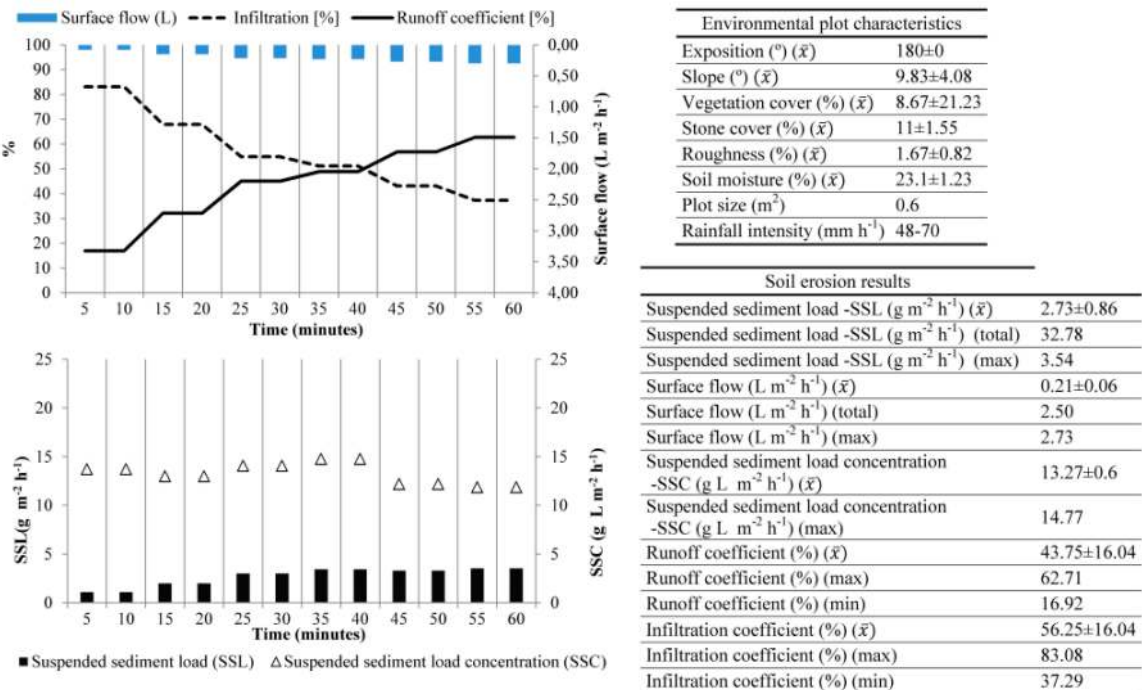 Surface flow (L) Infiltration [%] Runoff coefficient [%]
100 0,00
90 0,50
80 1,00
70
60 1,50
50 2,00
40 2,50
30
20 3,00
10 3,50
0 4,00
%
Surface flow (L m⁻² h⁻¹)
5 10 15 20 25 30 35 40 45 50 55 60
Time (minutes)
25 25
20 20
15 15
10 10
5 5
0 0
SSL(g m⁻² h⁻¹)
SSC (g L m⁻² h⁻¹)
5 10 15 20 25 30 35 40 45 50 55 60
Time (minutes)
■ Suspended sediment load (SSL) △ Suspended sediment load concentration (SSC)
Environmental plot characteristics
Exposition (º) (x̄) 180±0
Slope (º) (x̄) 9.83±4.08
Vegetation cover (%) (x̄) 8.67±21.23
Stone cover (%) (x̄) 11±1.55
Roughness (%) (x̄) 1.67±0.82
Soil moisture (%) (x̄) 23.1±1.23
Plot size (m²) 0.6
Rainfall intensity (mm h⁻¹) 48-70
Soil erosion results
Suspended sediment load -SSL (g m⁻² h⁻¹) (x̄) 2.73±0.86
Suspended sediment load -SSL (g m⁻² h⁻¹) (total) 32.78
Suspended sediment load -SSL (g m⁻² h⁻¹) (max) 3.54
Surface flow (L m⁻² h⁻¹) (x̄) 0.21±0.06
Surface flow (L m⁻² h⁻¹) (total) 2.50
Surface flow (L m⁻² h⁻¹) (max) 2.73
Suspended sediment load concentration
-SSC (g L m⁻² h⁻¹) (x̄) 13.27±0.6
Suspended sediment load concentration
-SSC (g L m⁻² h⁻¹) (max) 14.77
Runoff coefficient (%) (x̄) 43.75±16.04
Runoff coefficient (%) (max) 62.71
Runoff coefficient (%) (min) 16.92
Infiltration coefficient (%) (x̄) 56.25±16.04
Infiltration coefficient (%) (max) 83.08
Infiltration coefficient (%) (min) 37.29